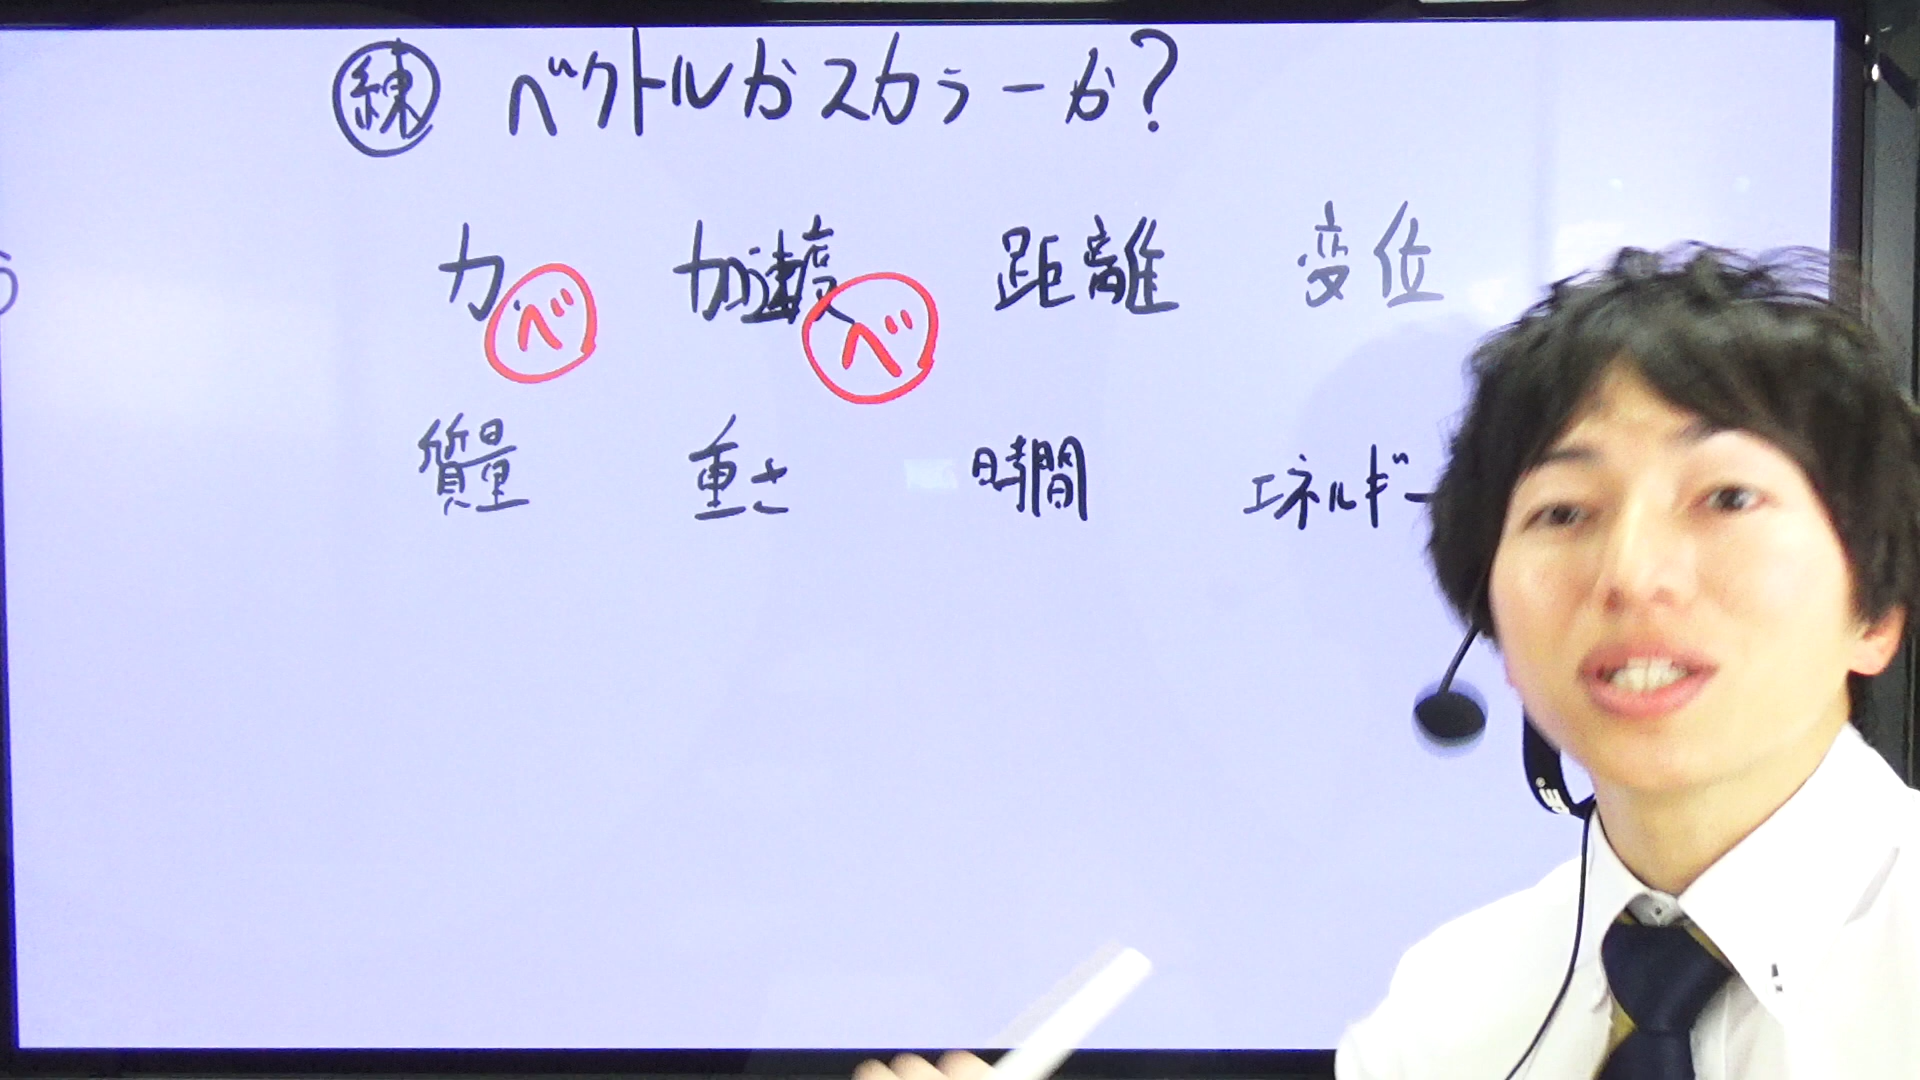 練 ベクトルかスカラーか?
力 加速度 距離 変位
ベ ベ
質量 重さ 時間 エネルギー